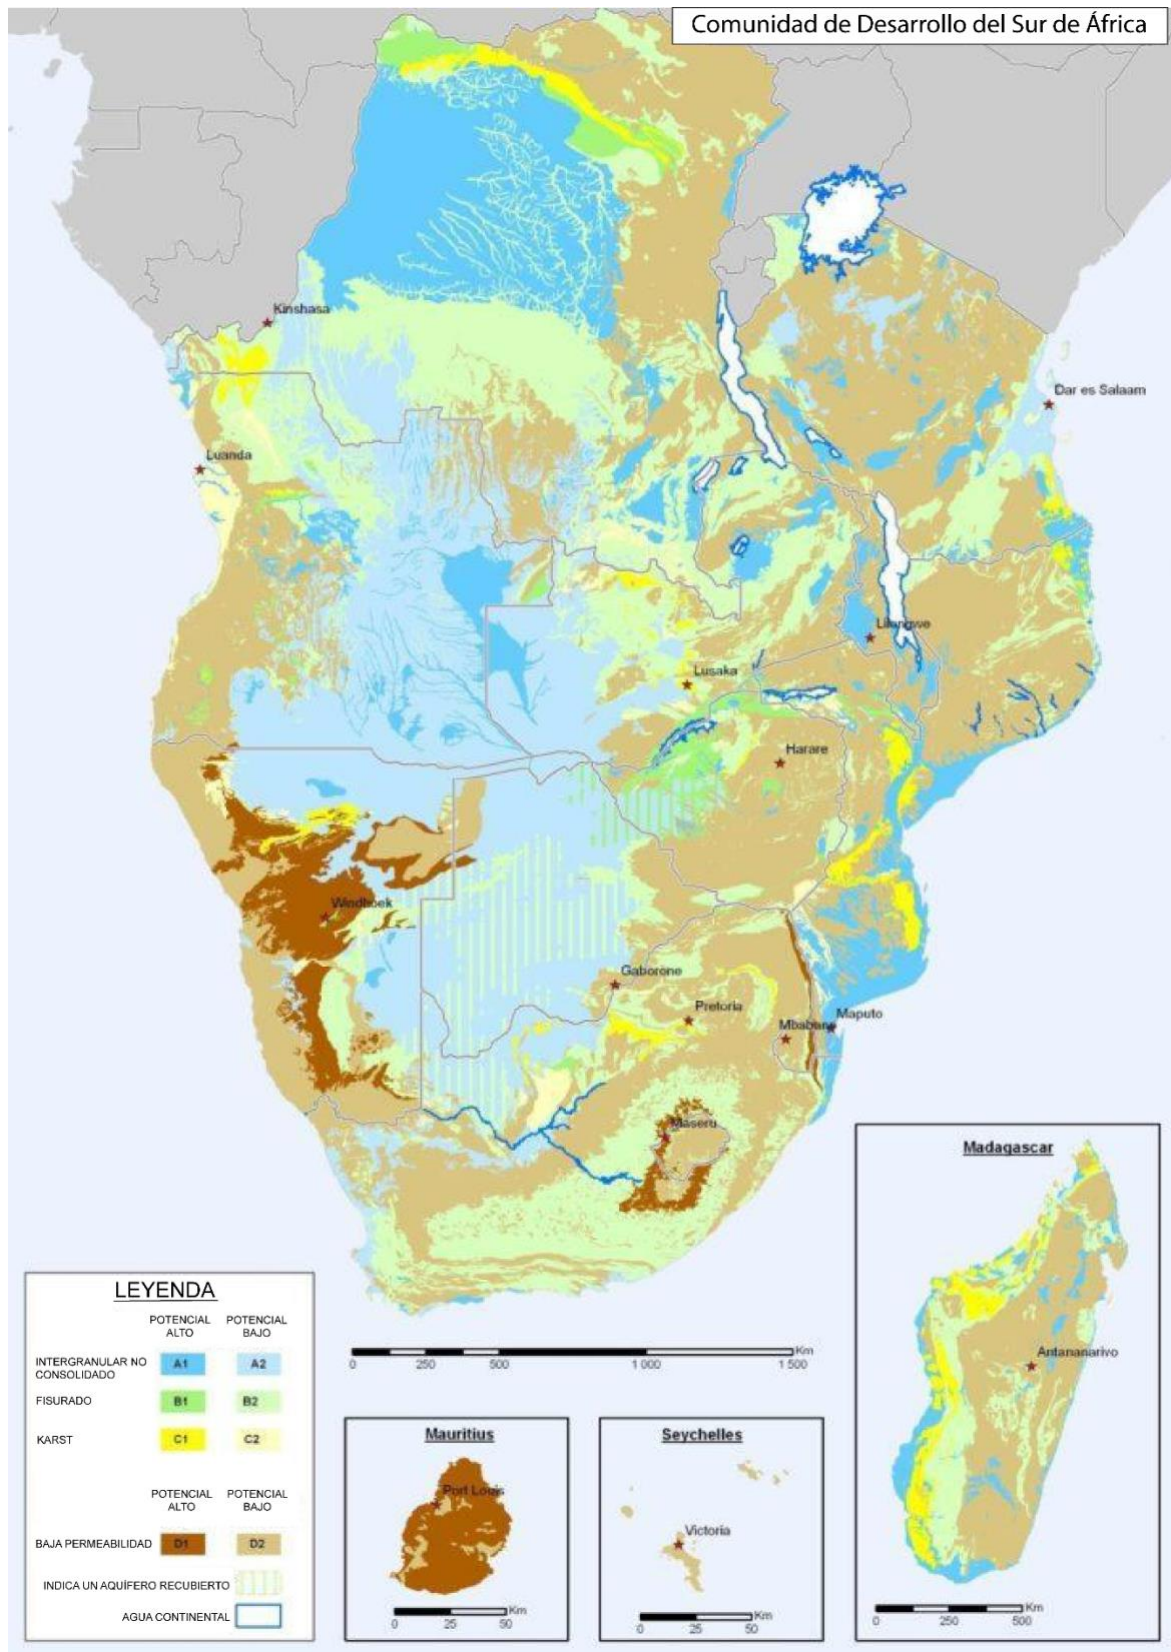 Comunidad de Desarrollo del Sur de África
Kinshasa
Dar es Salaam
Luanda
Lilongwe
Lusaka
Harare
Windhoek
Gaborone
Pretoria
Mbabane
Maputo
Maseru
Madagascar
Antananarivo
Km
0 250 500
LEYENDA
POTENCIAL ALTO
POTENCIAL BAJO
INTERGRANULAR NO CONSOLIDADO
A1 A2
FISURADO B1 B2
KARST C1 C2
POTENCIAL ALTO
POTENCIAL BAJO
BAJA PERMEABILIDAD D1 D2
INDICA UN AQUÍFERO RECUBIERTO
AGUA CONTINENTAL
Km
0 250 500 1 000 1 500
Mauritius
Port Louis
Km
0 25 50
Seychelles
Victoria
Km
0 25 50